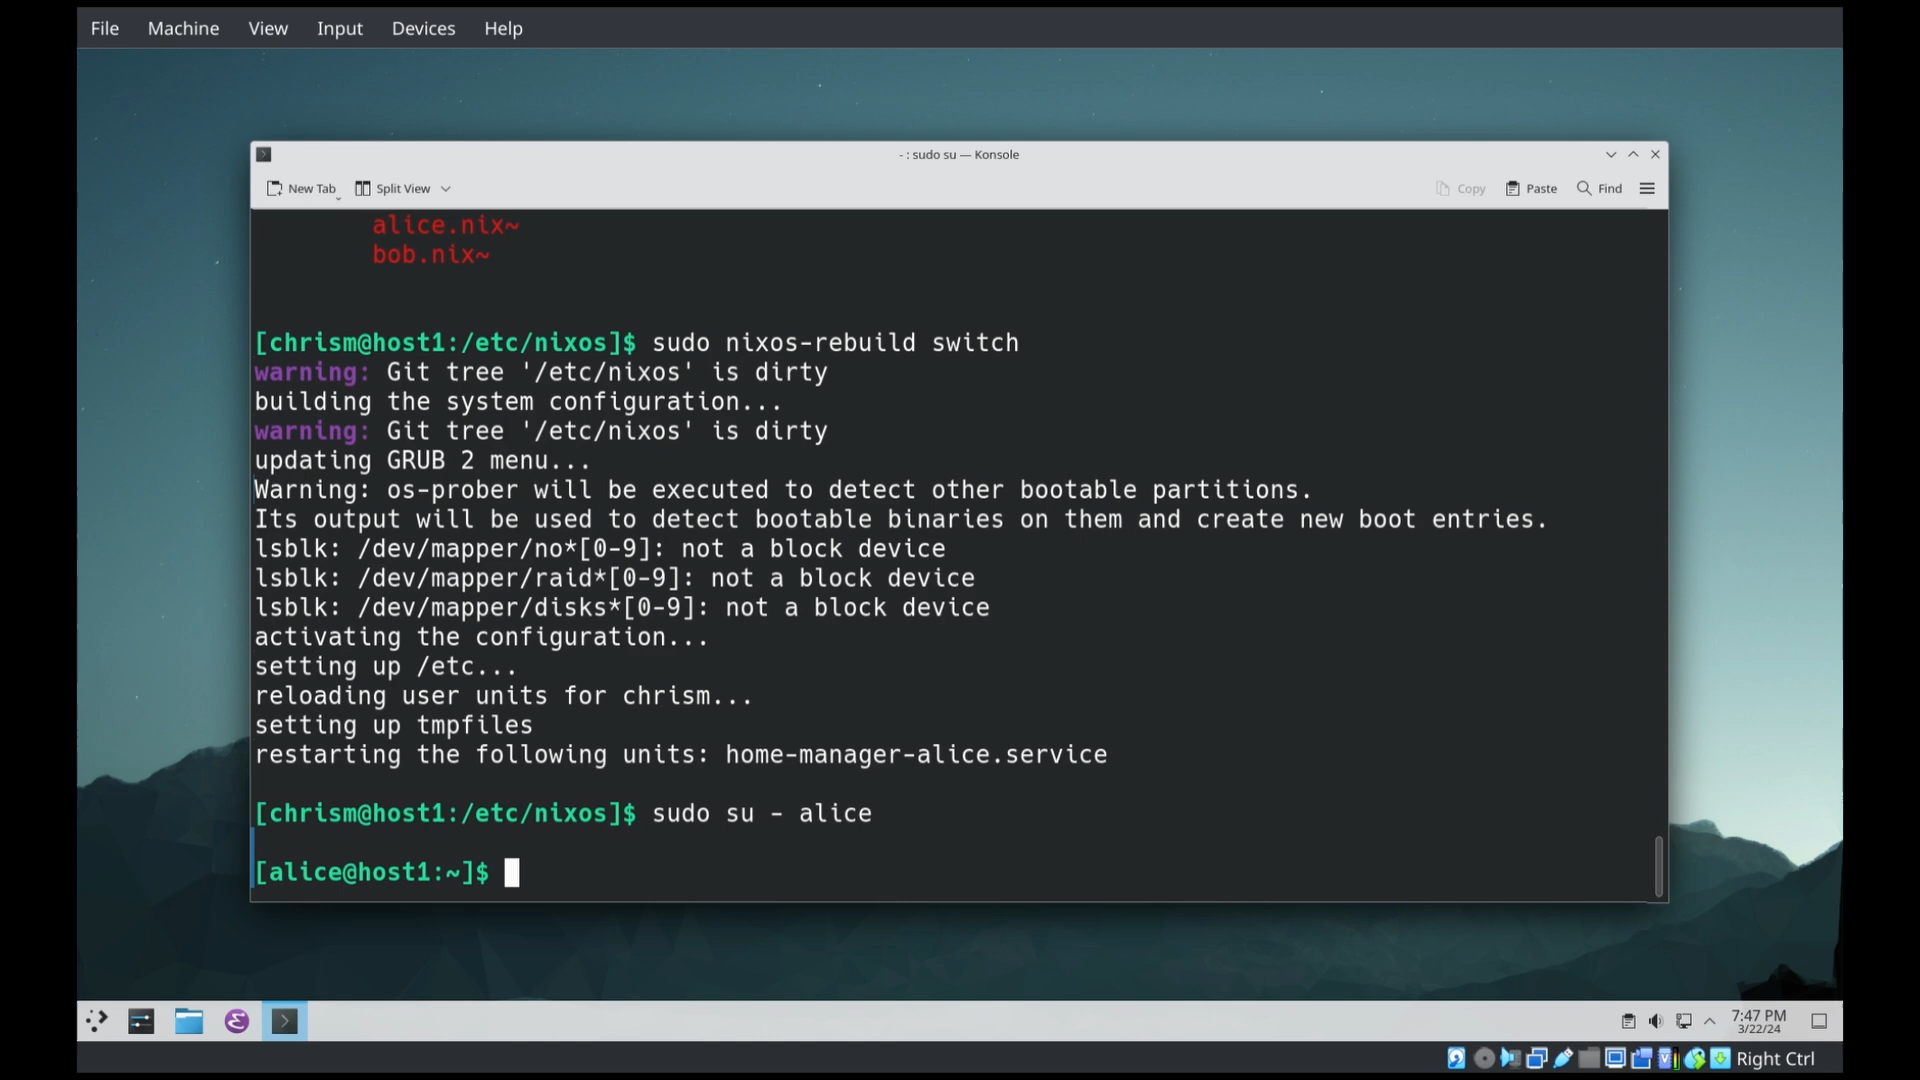 File Machine View Input Devices Help
- : sudo su — Konsole
New Tab Split View Copy Paste Find
alice.nix~
bob.nix~
[chrism@host1:/etc/nixos]$ sudo nixos-rebuild switch
warning: Git tree '/etc/nixos' is dirty
building the system configuration...
warning: Git tree '/etc/nixos' is dirty
updating GRUB 2 menu...
Warning: os-prober will be executed to detect other bootable partitions.
Its output will be used to detect bootable binaries on them and create new boot entries.
lsblk: /dev/mapper/no*[0-9]: not a block device
lsblk: /dev/mapper/raid*[0-9]: not a block device
lsblk: /dev/mapper/disks*[0-9]: not a block device
activating the configuration...
setting up /etc...
reloading user units for chrism...
setting up tmpfiles
restarting the following units: home-manager-alice.service
[chrism@host1:/etc/nixos]$ sudo su - alice
[alice@host1:~]$
7:47 PM
3/22/24
Right Ctrl